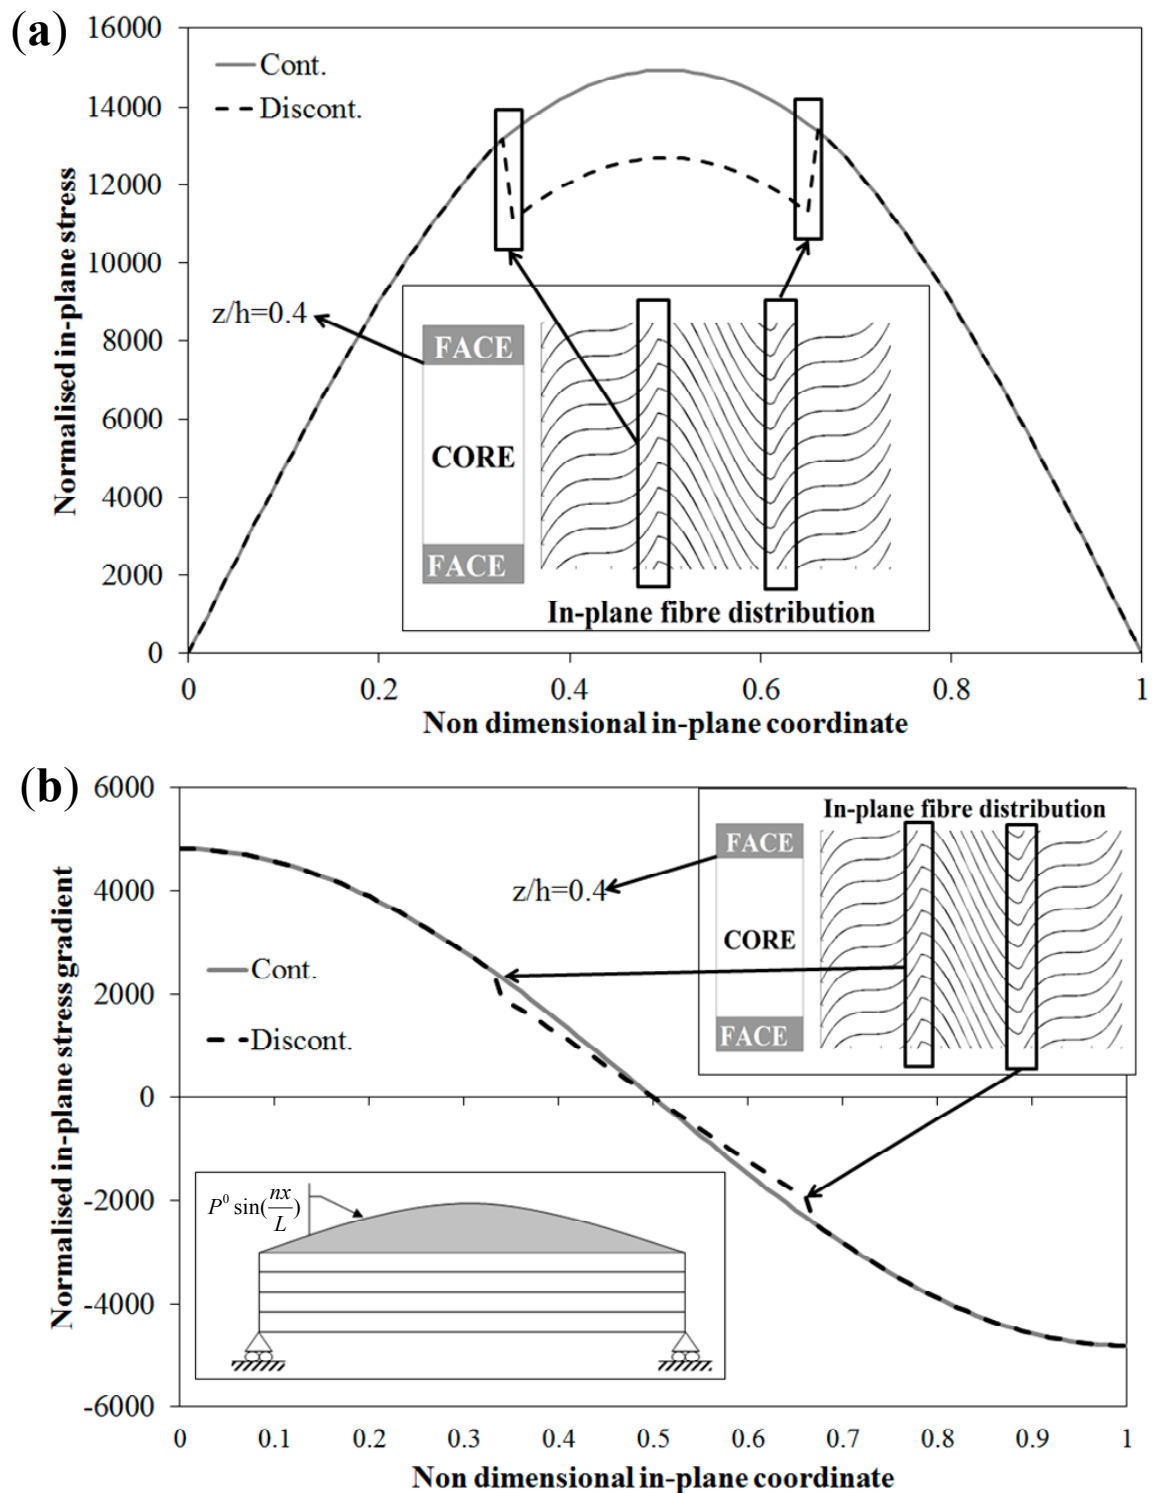 (a)
16000
14000
12000
10000
8000
6000
4000
2000
0
Normalised in-plane stress
Cont.
Discont.
z/h=0.4
FACE
CORE
FACE
In-plane fibre distribution
0 0.2 0.4 0.6 0.8 1
Non dimensional in-plane coordinate
(b)
6000
4000
2000
0
-2000
-4000
-6000
Normalised in-plane stress gradient
In-plane fibre distribution
FACE
z/h=0.4
CORE
FACE
Cont.
Discont.
P⁰ sin(nx/L)
0 0.1 0.2 0.3 0.4 0.5 0.6 0.7 0.8 0.9 1
Non dimensional in-plane coordinate